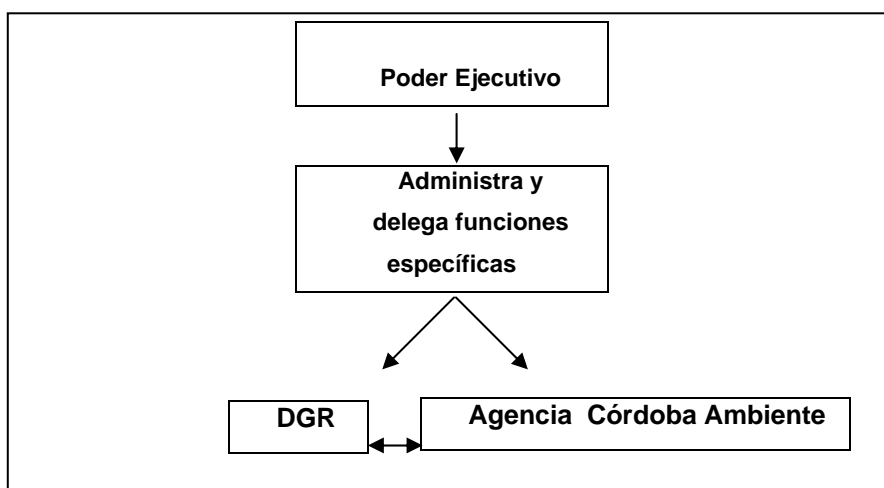 Poder Ejecutivo
Administra y
delega funciones
específicas
DGR
Agencia Córdoba Ambiente